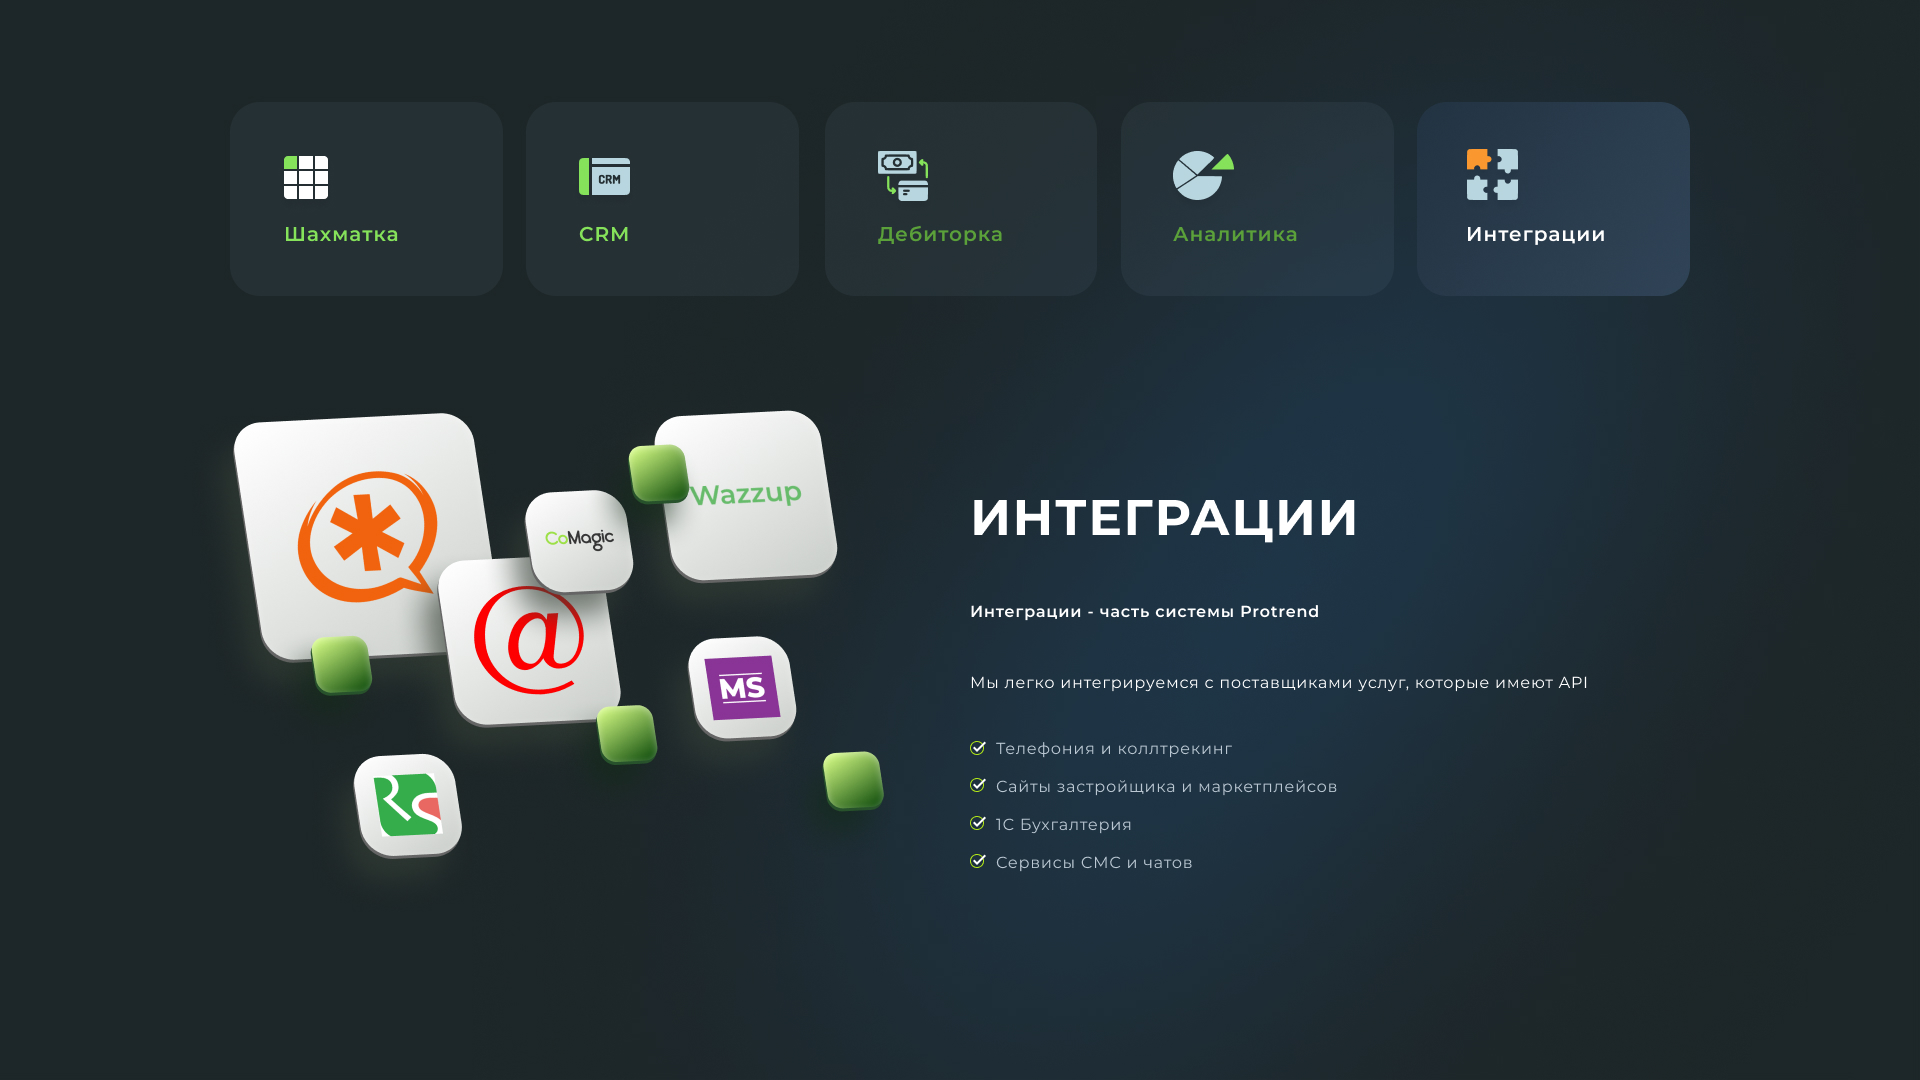 Шахматка
CRM
CRM
Дебиторка
Аналитика
Интеграции
Wazzup
CoMagic
@
MS
RS
ИНТЕГРАЦИИ
Интеграции - часть системы Protrend
Мы легко интегрируемся с поставщиками услуг, которые имеют API
Телефония и коллтрекинг
Сайты застройщика и маркетплейсов
1С Бухгалтерия
Сервисы СМС и чатов